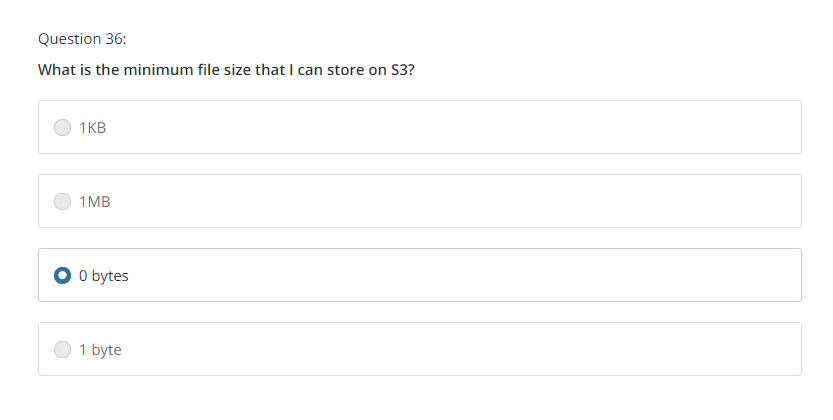 Question 36:
What is the minimum file size that I can store on S3?
1KB
1MB
0 bytes
1 byte